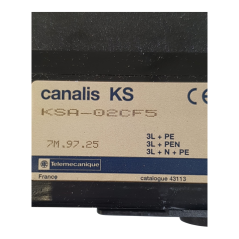 canalis KS CE
KSA-02CF5
7M.97.25
3L + PE
3L + PEN
3L + N + PE
Telemecanique
France catalogue 43113